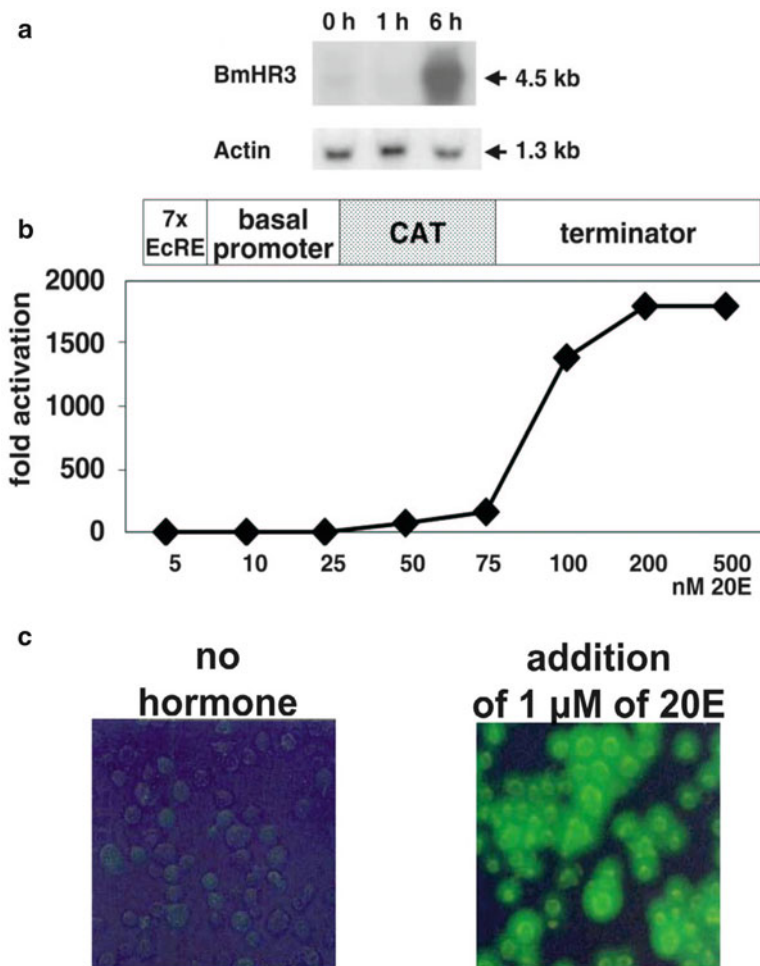 a
0 h 1 h 6 h
BmHR3
4.5 kb
Actin
1.3 kb
b
7x EcRE
basal promoter
CAT
terminator
fold activation
2000
1500
1000
500
0
5 10 25 50 75 100 200 500
nM 20E
c
no
hormone
addition
of 1 µM of 20E